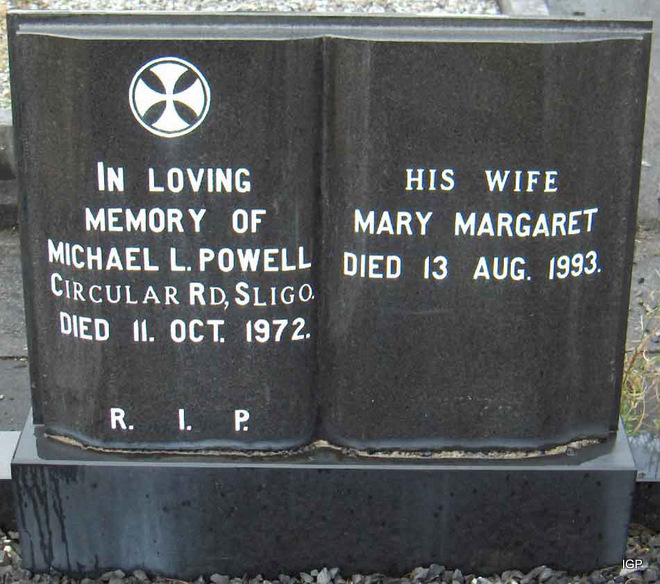 IN LOVING
MEMORY OF
MICHAEL L. POWELL
CIRCULAR RD, SLIGO.
DIED 11. OCT. 1972.
R. I. P.
HIS WIFE
MARY MARGARET
DIED 13 AUG. 1993.
IGP